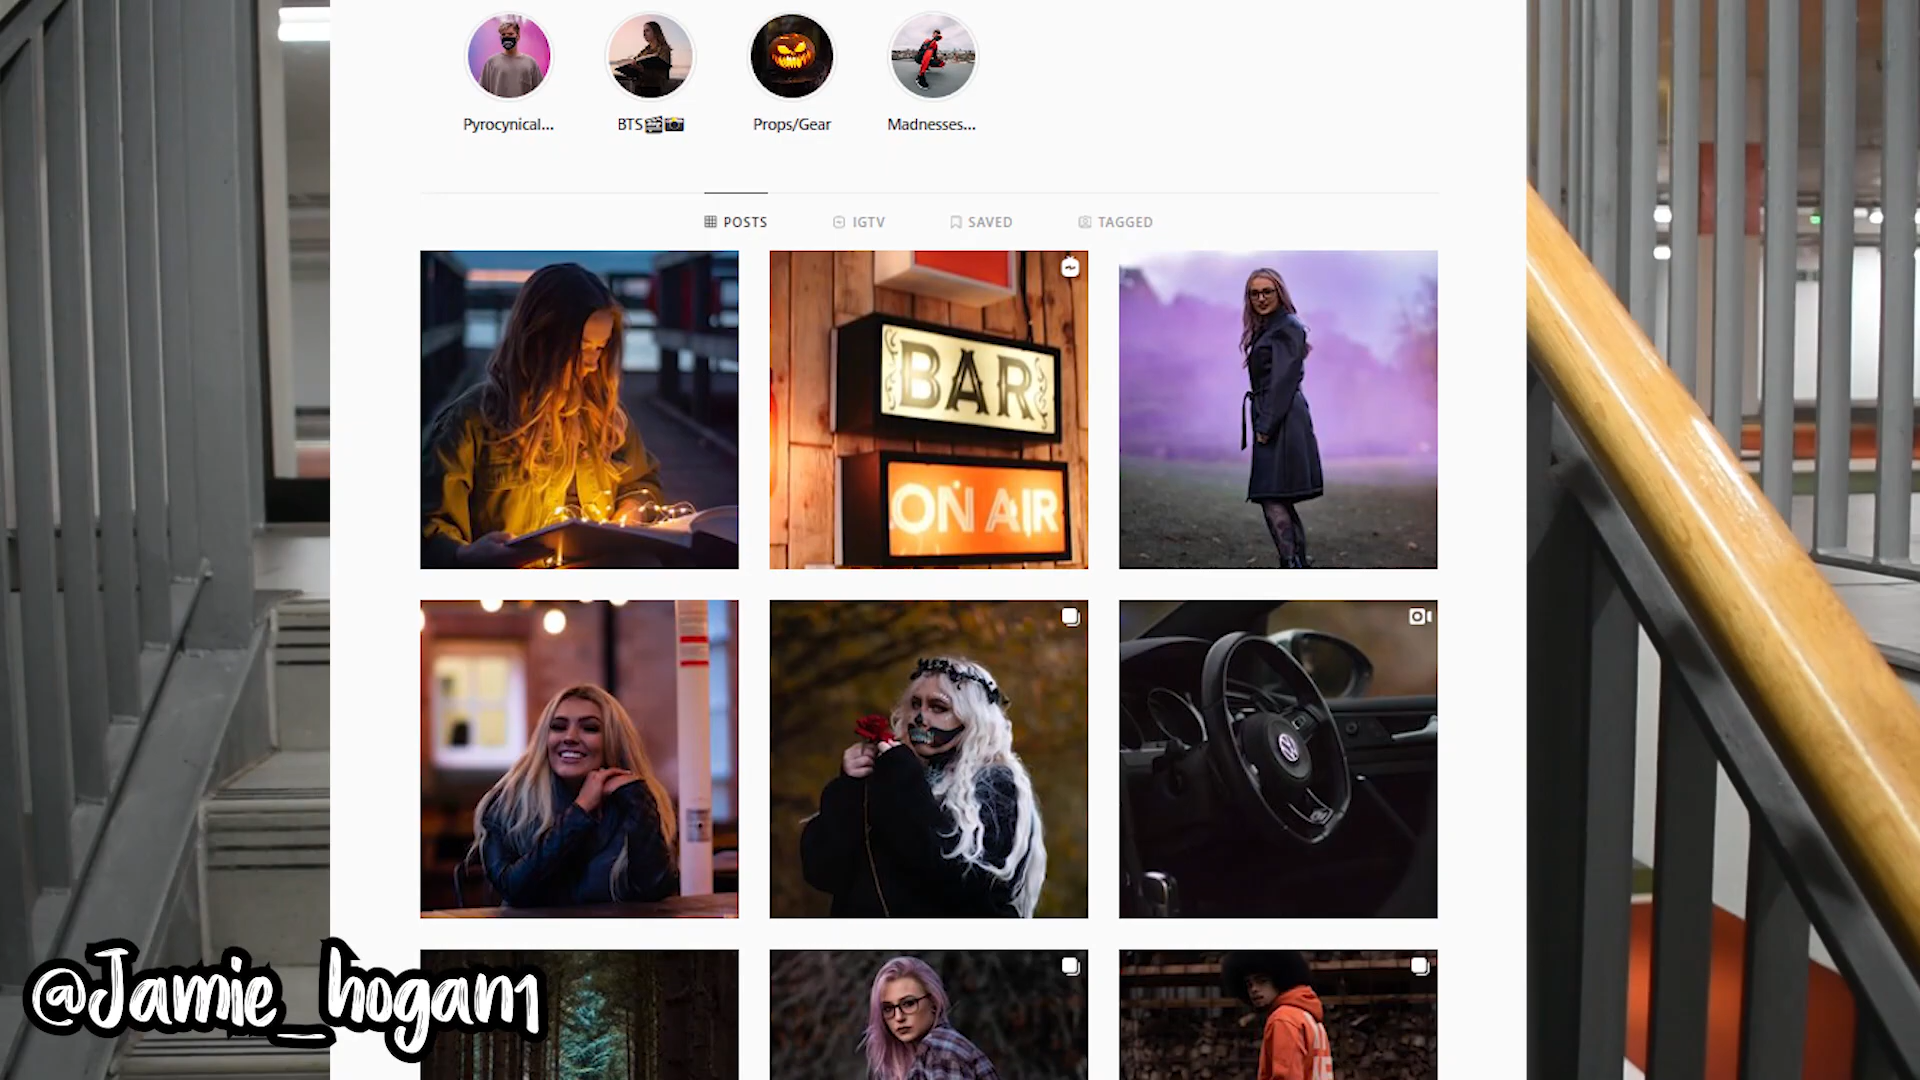 Pyrocynical...
BTS🎬📷
Props/Gear
Madnesses...
POSTS
IGTV
SAVED
TAGGED
BAR
ON AIR
@Jamie_hogan1